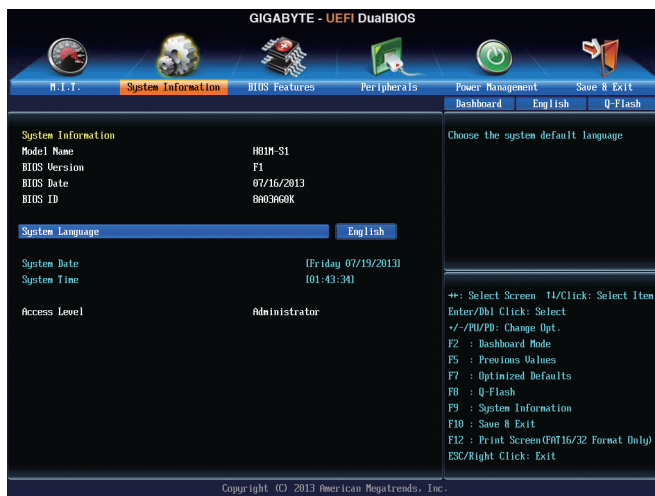 GIGABYTE - UEFI DualBIOS
M.I.T.
System Information
BIOS Features
Peripherals
Power Management
Save & Exit
Dashboard
English
Q-Flash
System Information
Model Name H81M-S1
BIOS Version F1
BIOS Date 07/16/2013
BIOS ID 8A03AG0K
System Language English
System Date [Friday 07/19/2013]
System Time [01:43:34]
Access Level Administrator
Choose the system default language
→←: Select Screen ↑↓/Click: Select Item
Enter/Dbl Click: Select
+/-/PU/PD: Change Opt.
F2 : Dashboard Mode
F5 : Previous Values
F7 : Optimized Defaults
F8 : Q-Flash
F9 : System Information
F10 : Save & Exit
F12 : Print Screen(FAT16/32 Format Only)
ESC/Right Click: Exit
Copyright (C) 2013 American Megatrends, Inc.